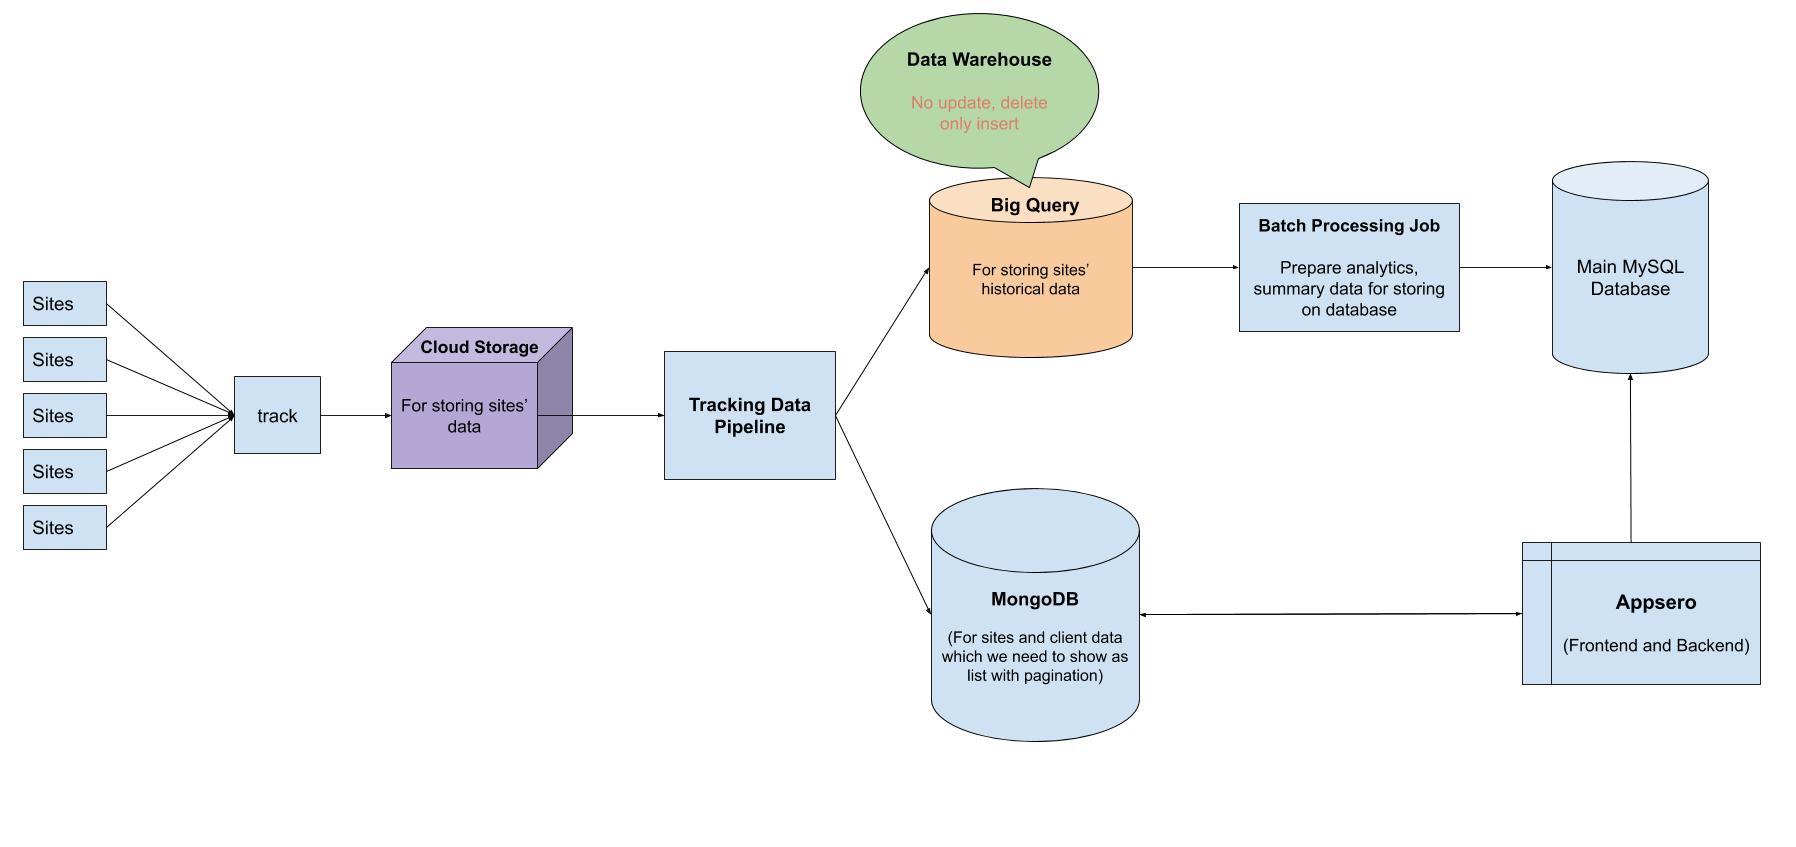 Data Warehouse
No update, delete
only insert
Big Query
For storing sites’
historical data
Batch Processing Job
Prepare analytics,
summary data for storing
on database
Main MySQL
Database
Sites
Sites
Sites
Sites
Sites
track
Cloud Storage
For storing sites’
data
Tracking Data
Pipeline
MongoDB
(For sites and client data
which we need to show as
list with pagination)
Appsero
(Frontend and Backend)